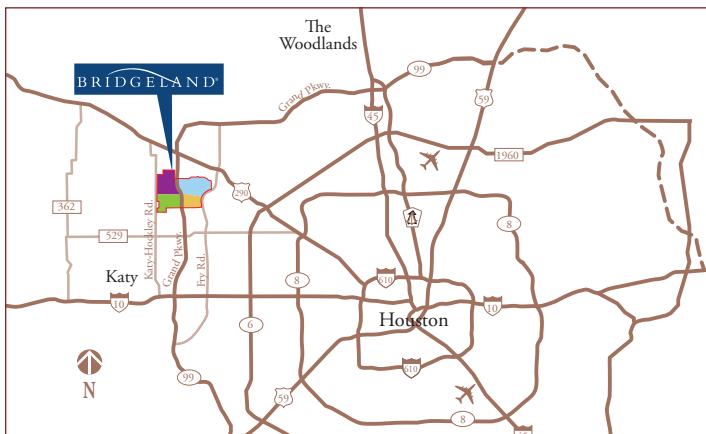 The
Woodlands
BRIDGELAND®
99
Grand Pkwy.
59
45
1960
290
362
Katy-Hockley Rd.
529
Grand Pkwy.
Fry Rd.
8
8
610
Katy
10
10
Houston
6
610
99
59
8
N
45